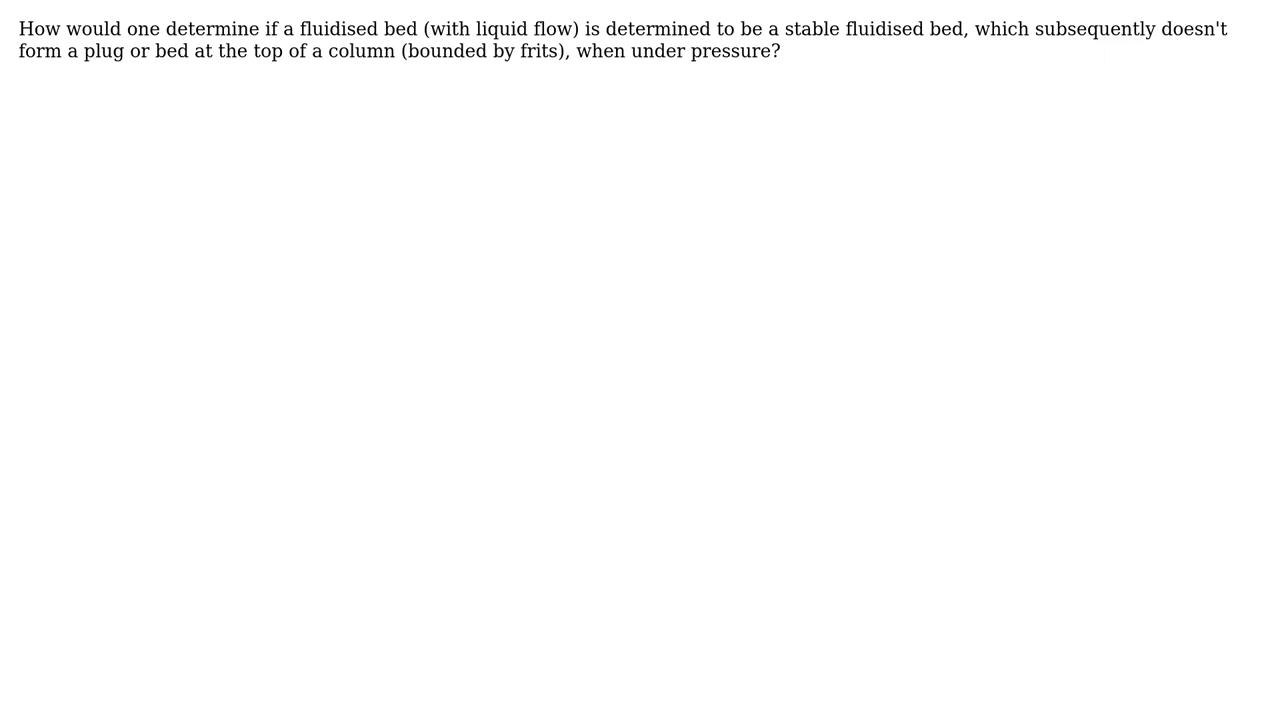 How would one determine if a fluidised bed (with liquid flow) is determined to be a stable fluidised bed, which subsequently doesn't
form a plug or bed at the top of a column (bounded by frits), when under pressure?